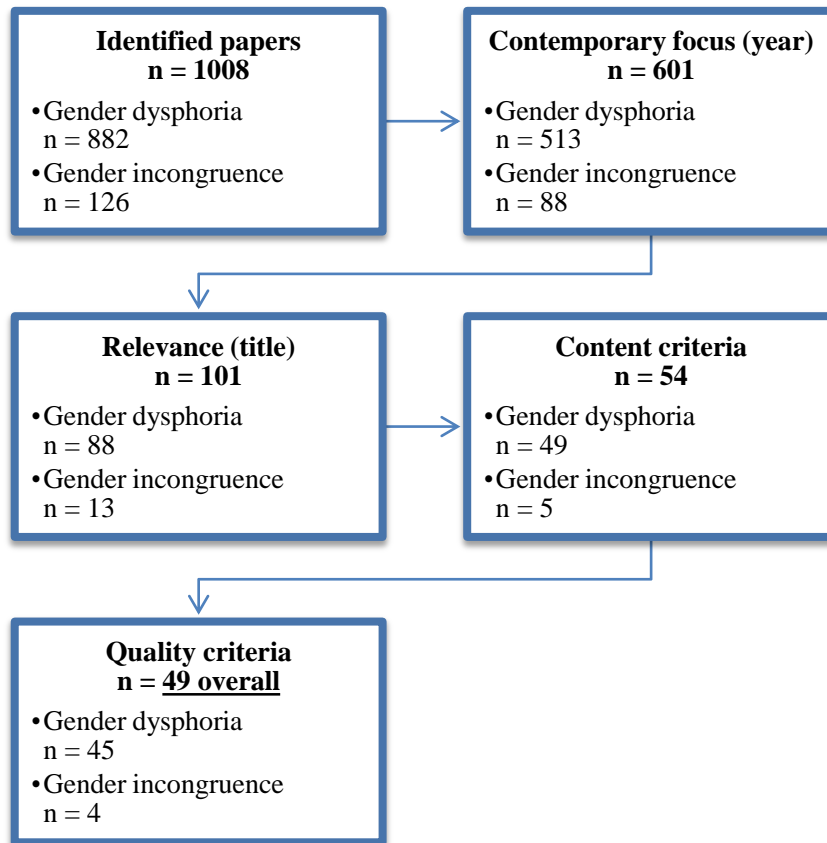 Identified papers
n = 1008
•Gender dysphoria
n = 882
•Gender incongruence
n = 126
Contemporary focus (year)
n = 601
•Gender dysphoria
n = 513
•Gender incongruence
n = 88
Relevance (title)
n = 101
•Gender dysphoria
n = 88
•Gender incongruence
n = 13
Content criteria
n = 54
•Gender dysphoria
n = 49
•Gender incongruence
n = 5
Quality criteria
n = 49 overall
•Gender dysphoria
n = 45
•Gender incongruence
n = 4